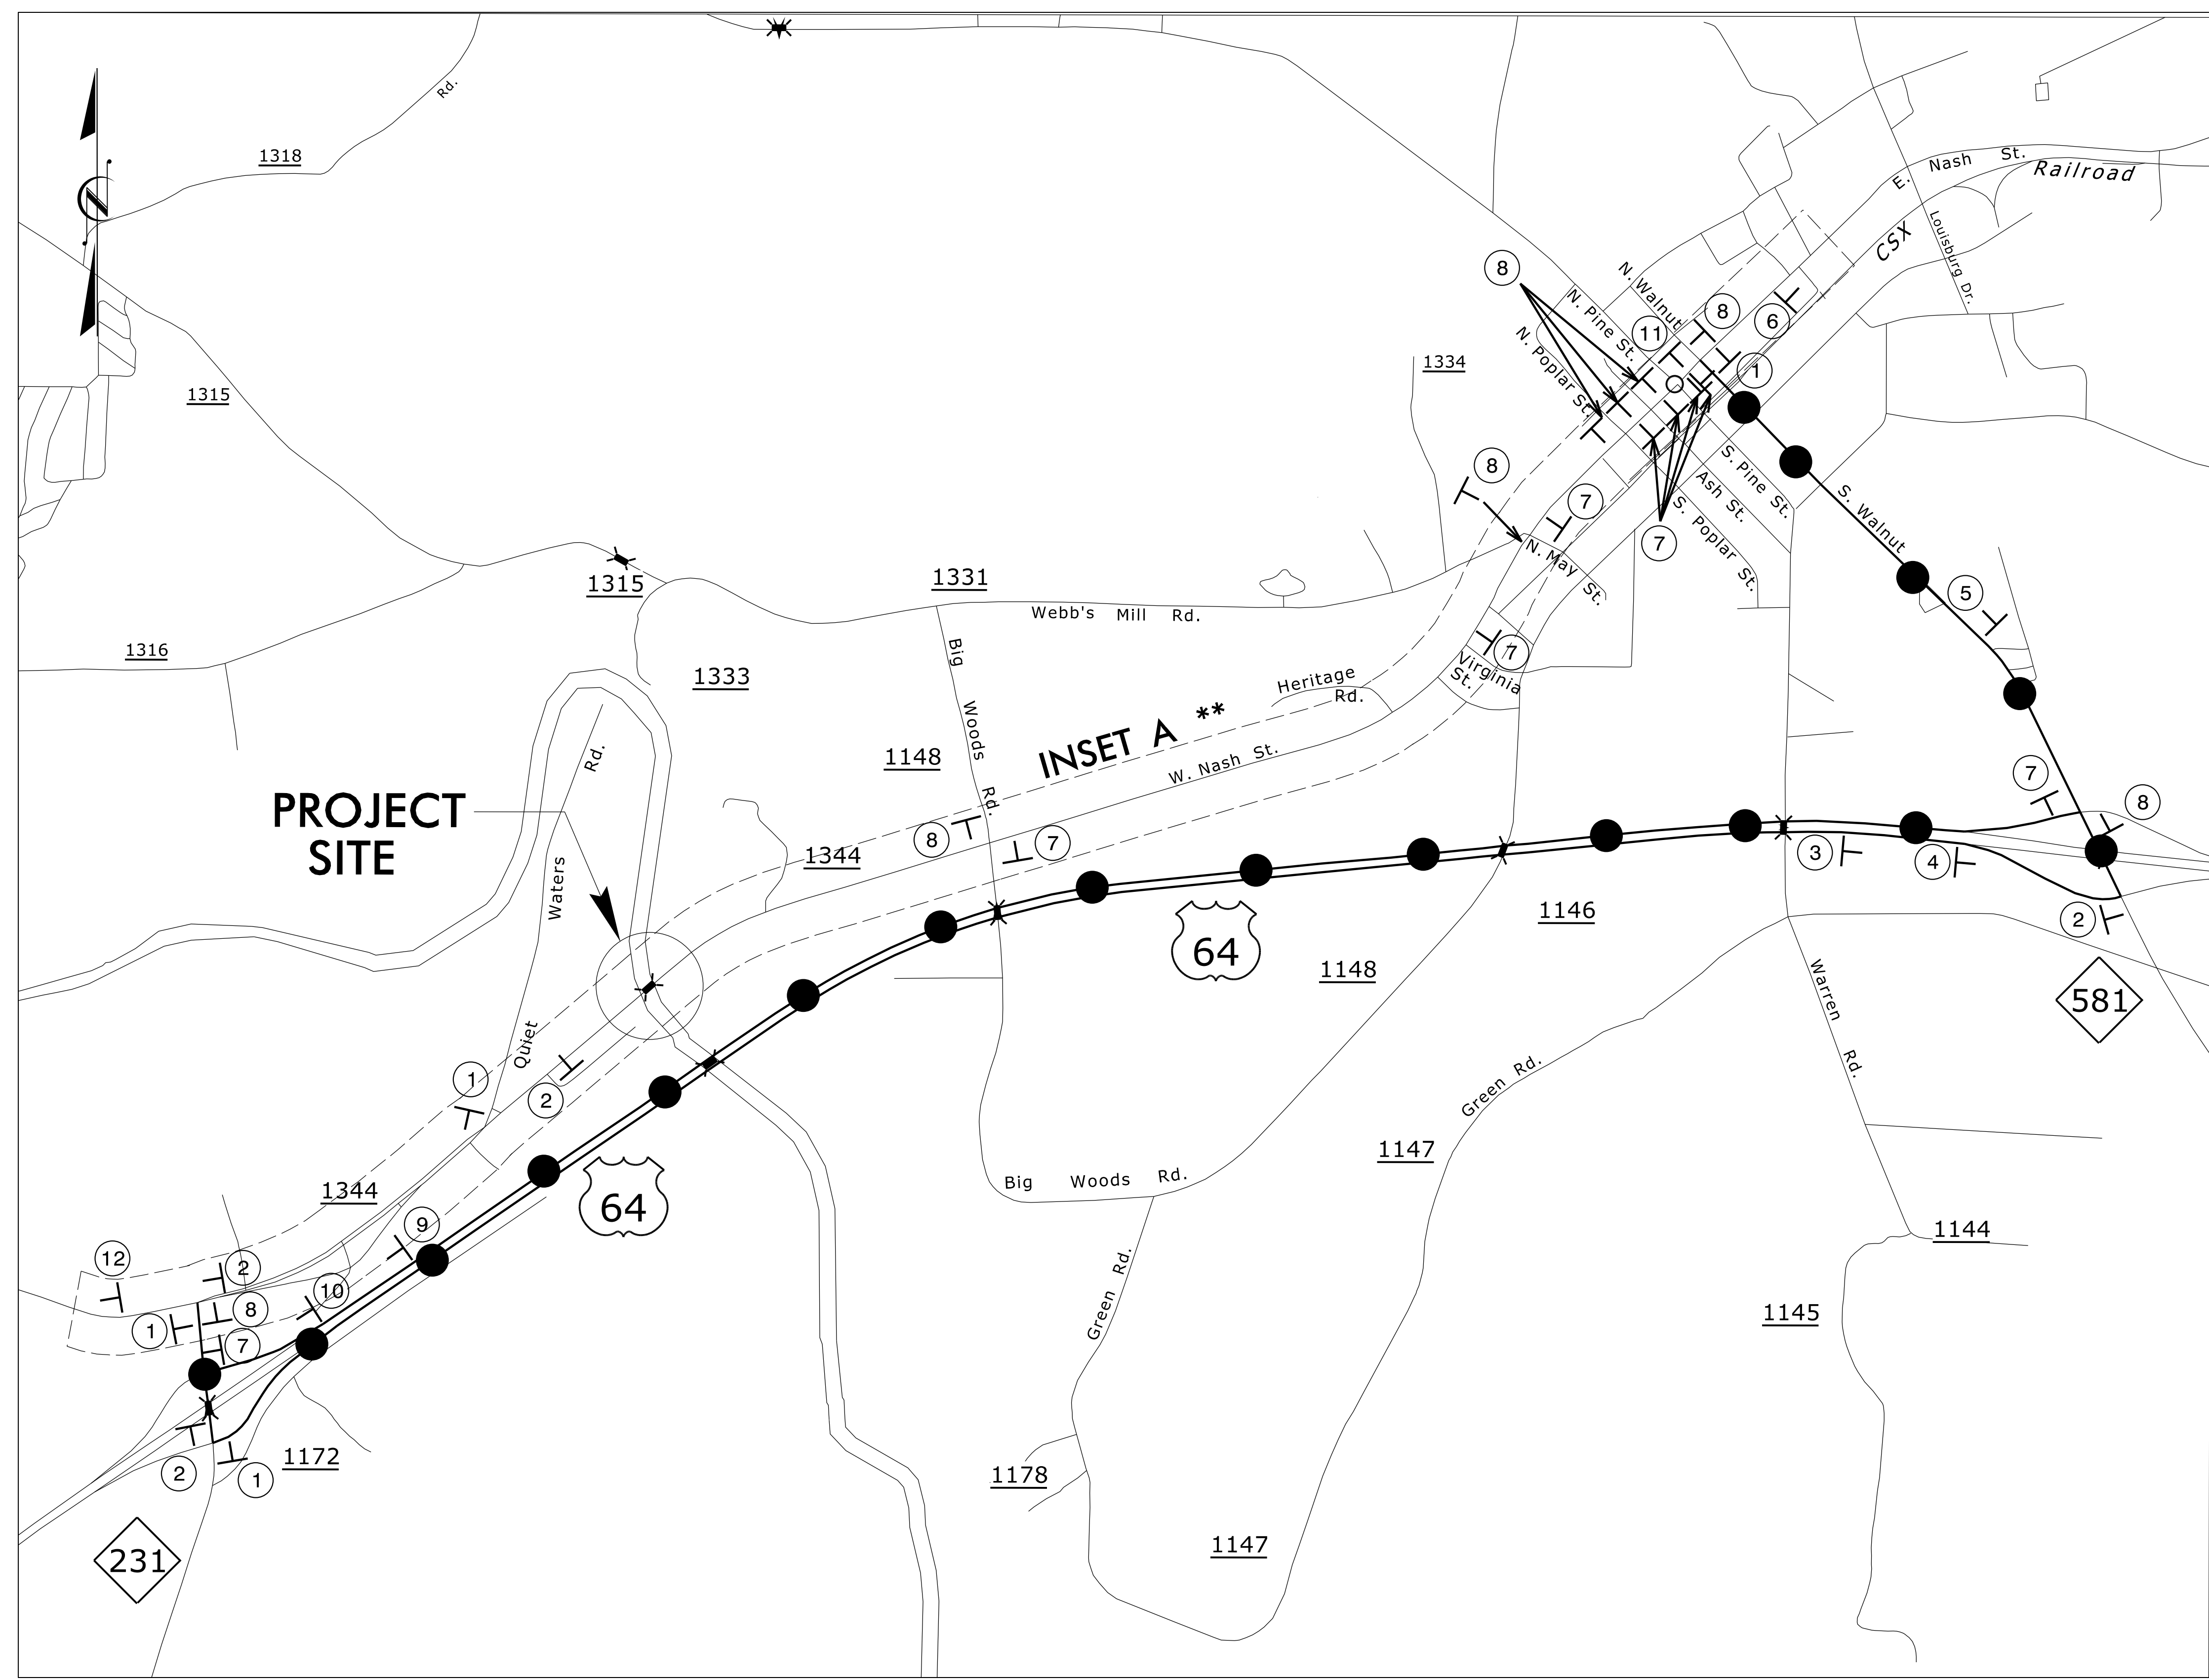 Rd.
1318
N
E. Nash St.
Railroad
CSX
Louisburg Dr.
8
N. Walnut
N. Pine St.
8
11
6
N. Poplar St.
1
1334
1315
8
7
7
S. Pine St.
Ash St.
S. Poplar St.
S. Walnut
N. May St.
5
1315
1331
Webb's Mill Rd.
1316
1333
Big Woods Rd.
7
Virginia St.
Heritage Rd.
INSET A **
1148
W. Nash St.
Rd.
PROJECT
SITE
7
8
8
7
1344
3
4
Waters
64
1146
1148
2
581
Warren Rd.
Quiet
1
2
Green Rd.
1147
Big Woods Rd.
1344
64
9
12
2
10
8
1
7
1144
Green Rd.
1145
1172
2
1
1178
231
1147